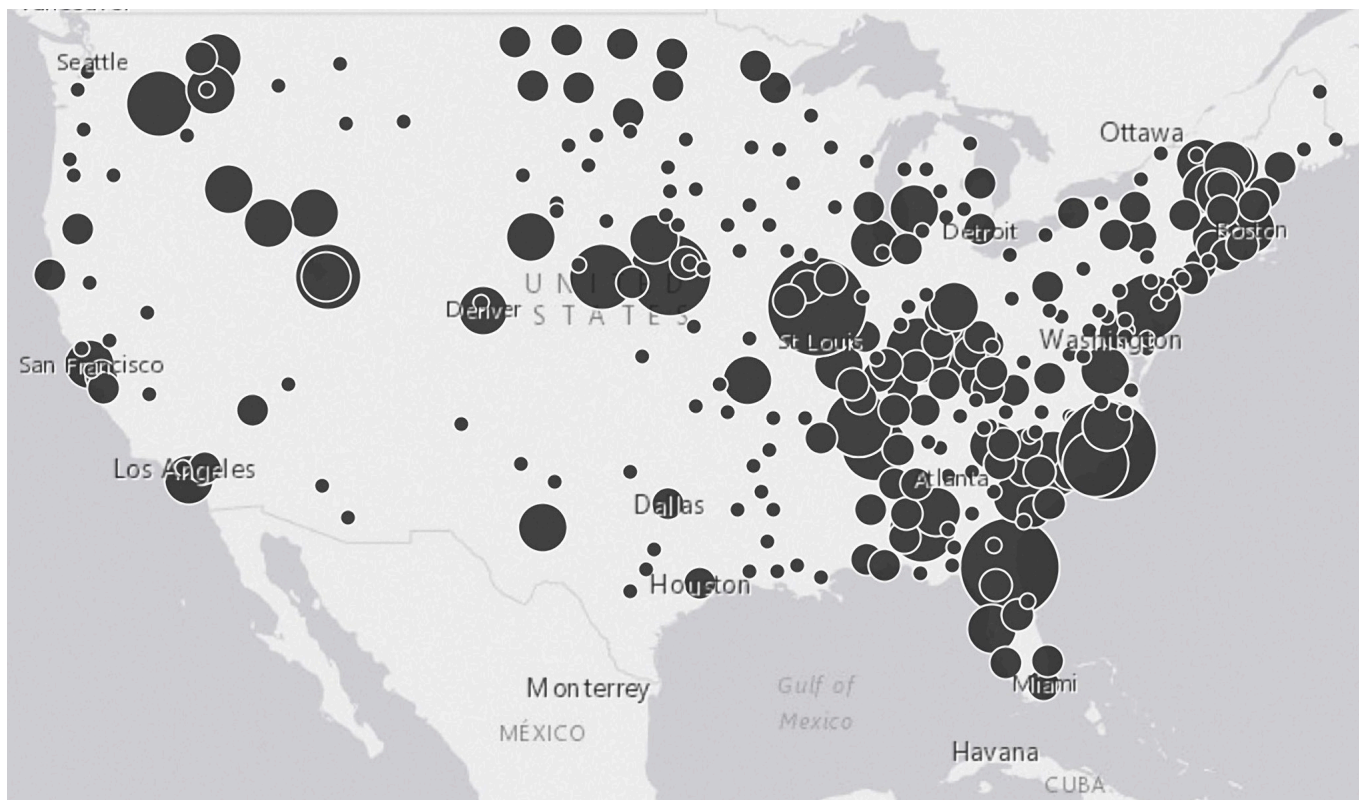 Vancouver
Seattle
Ottawa
Detroit
Boston
UNITED
STATES
Denver
St Louis
Washington
San Francisco
Los Angeles
Atlanta
Dallas
Houston
Monterrey
MÉXICO
Gulf of
Mexico
Miami
Havana
CUBA